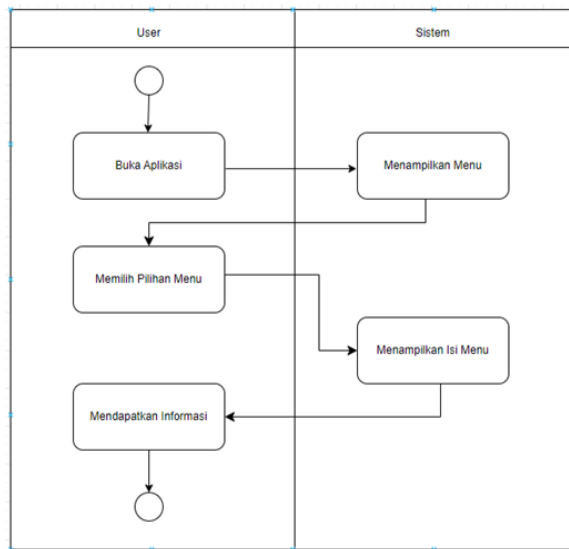 User
Sistem
Buka Aplikasi
Menampilkan Menu
Memilih Pilihan Menu
Menampilkan Isi Menu
Mendapatkan Informasi